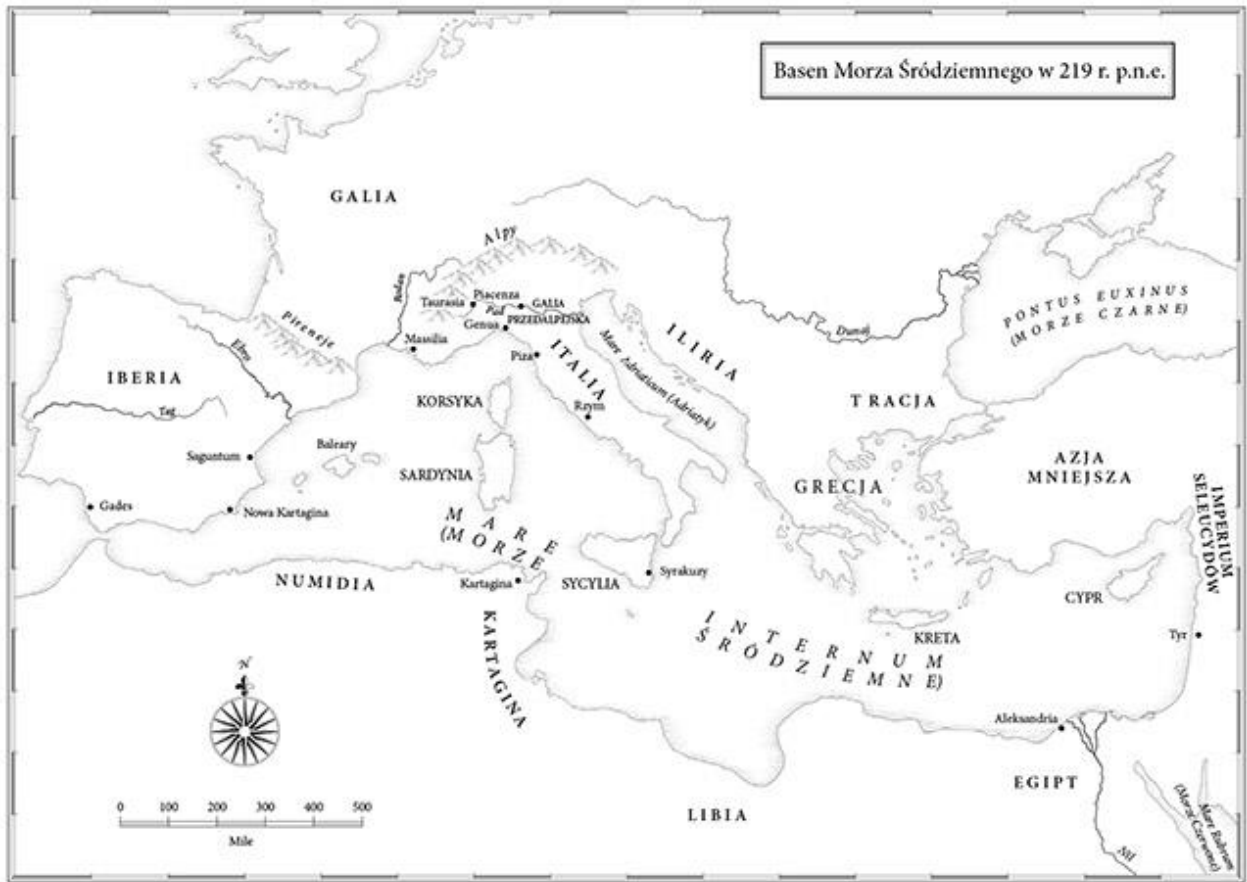 Basen Morza Śródziemnego w 219 r. p.n.e.
GALIA
Alpy
Rodan
Taurasia
Piacenza
Pad
GALIA
PRZEDALPEJSKA
Genua
Massilia
Piza
Pireneje
Ebro
IBERIA
Tag
ITALIA
Mare Adriaticum (Adriatyk)
ILIRIA
Dunaj
PONTUS EUXINUS
(MORZE CZARNE)
KORSYKA
Rzym
TRACJA
Saguntum
Baleary
SARDYNIA
GRECJA
AZJA
MNIEJSZA
IMPERIUM
SELEUCYDÓW
Gades
Nowa Kartagina
MARE
(MORZE
INTERNUM
ŚRÓDZIEMNE)
NUMIDIA
Kartagina
SYCYLIA
Syrakuzy
CYPR
KRETA
Tyr
KARTAGINA
N
Aleksandria
EGIPT
LIBIA
Nil
Mare Rubrum
(Morze Czerwone)
0 100 200 300 400 500
Mile